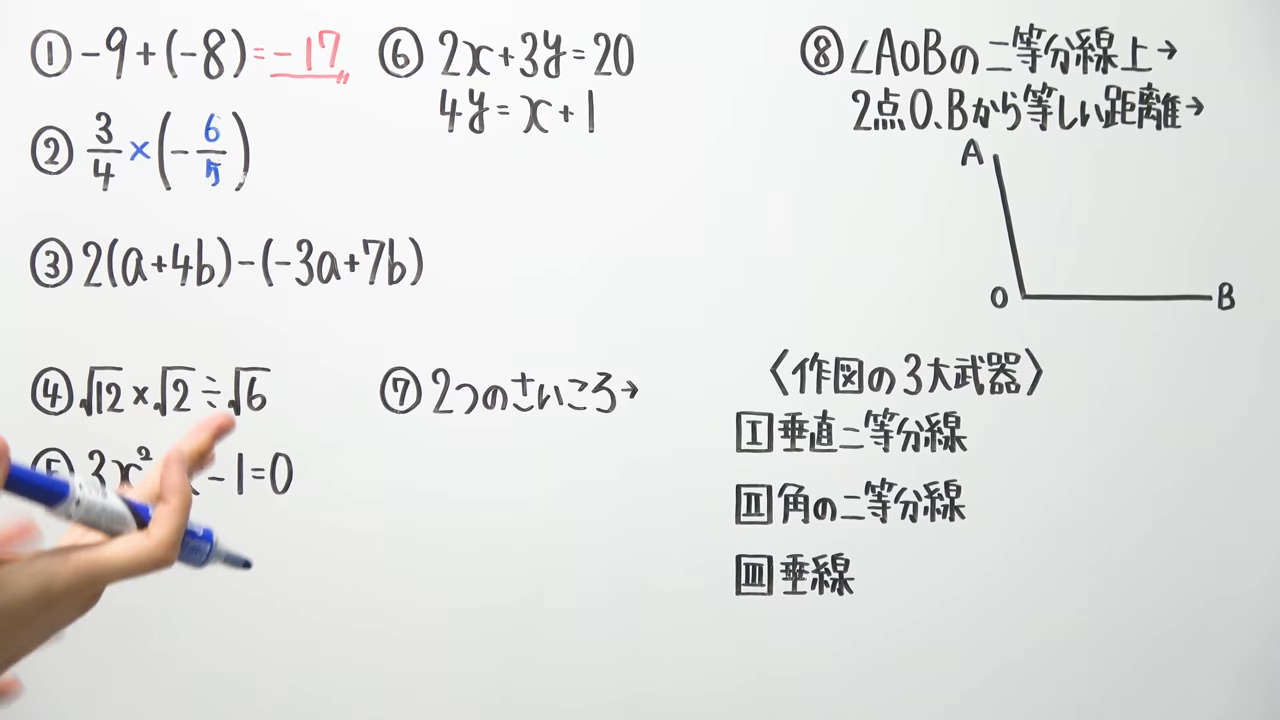 ① -9+(-8)=-17
② 3/4×(-6/5)
③ 2(a+4b)-(-3a+7b)
④ √12×√2÷√6
⑤ 3x² -1=0
⑥ 2x+3y=20
4y=x+1
⑦ 2つのさいころ→
⑧ ∠AOBの二等分線上→
2点O、Bから等しい距離→
A
O
B
〈作図の3大武器〉
Ⅰ 垂直二等分線
Ⅱ 角の二等分線
Ⅲ 垂線